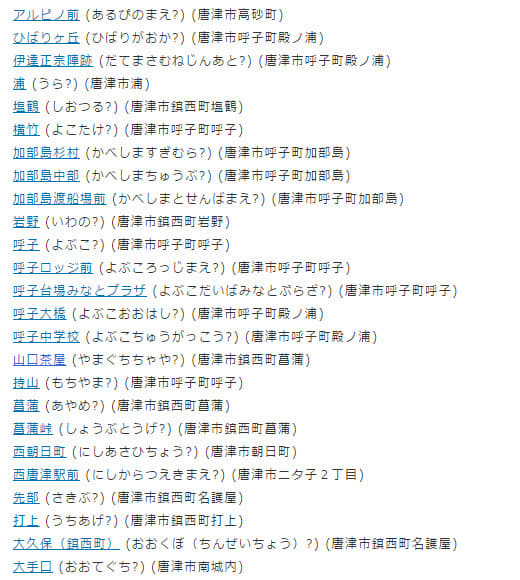 アルピノ前 (あるぴのまえ?) (唐津市高砂町)
ひばりヶ丘 (ひばりがおか?) (唐津市呼子町殿ノ浦)
伊達正宗陣跡 (だてまさむねじんあと?) (唐津市呼子町殿ノ浦)
浦 (うら?) (唐津市浦)
塩鶴 (しおつる?) (唐津市鎮西町塩鶴)
横竹 (よこたけ?) (唐津市呼子町呼子)
加部島杉村 (かべしますぎむら?) (唐津市呼子町加部島)
加部島中部 (かべしまちゅうぶ?) (唐津市呼子町加部島)
加部島渡船場前 (かべしまとせんばまえ?) (唐津市呼子町加部島)
岩野 (いわの?) (唐津市鎮西町岩野)
呼子 (よぶこ?) (唐津市呼子町呼子)
呼子ロッジ前 (よぶころっじまえ?) (唐津市呼子町呼子)
呼子台場みなとプラザ (よぶこだいばみなとぷらざ?) (唐津市呼子町呼子)
呼子大橋 (よぶこおおはし?) (唐津市呼子町殿ノ浦)
呼子中学校 (よぶこちゅうがっこう?) (唐津市呼子町殿ノ浦)
山口茶屋 (やまぐちちゃや?) (唐津市鎮西町菖蒲)
持山 (もちやま?) (唐津市呼子町呼子)
菖蒲 (あやめ?) (唐津市鎮西町菖蒲)
菖蒲峠 (しょうぶとうげ?) (唐津市鎮西町菖蒲)
西朝日町 (にしあさひちょう?) (唐津市朝日町)
西唐津駅前 (にしからつえきまえ?) (唐津市二タ子２丁目)
先部 (さきぶ?) (唐津市鎮西町名護屋)
打上 (うちあげ?) (唐津市鎮西町打上)
大久保（鎮西町） (おおくぼ（ちんぜいちょう）?) (唐津市鎮西町名護屋)
大手口 (おおてぐち?) (唐津市南城内)